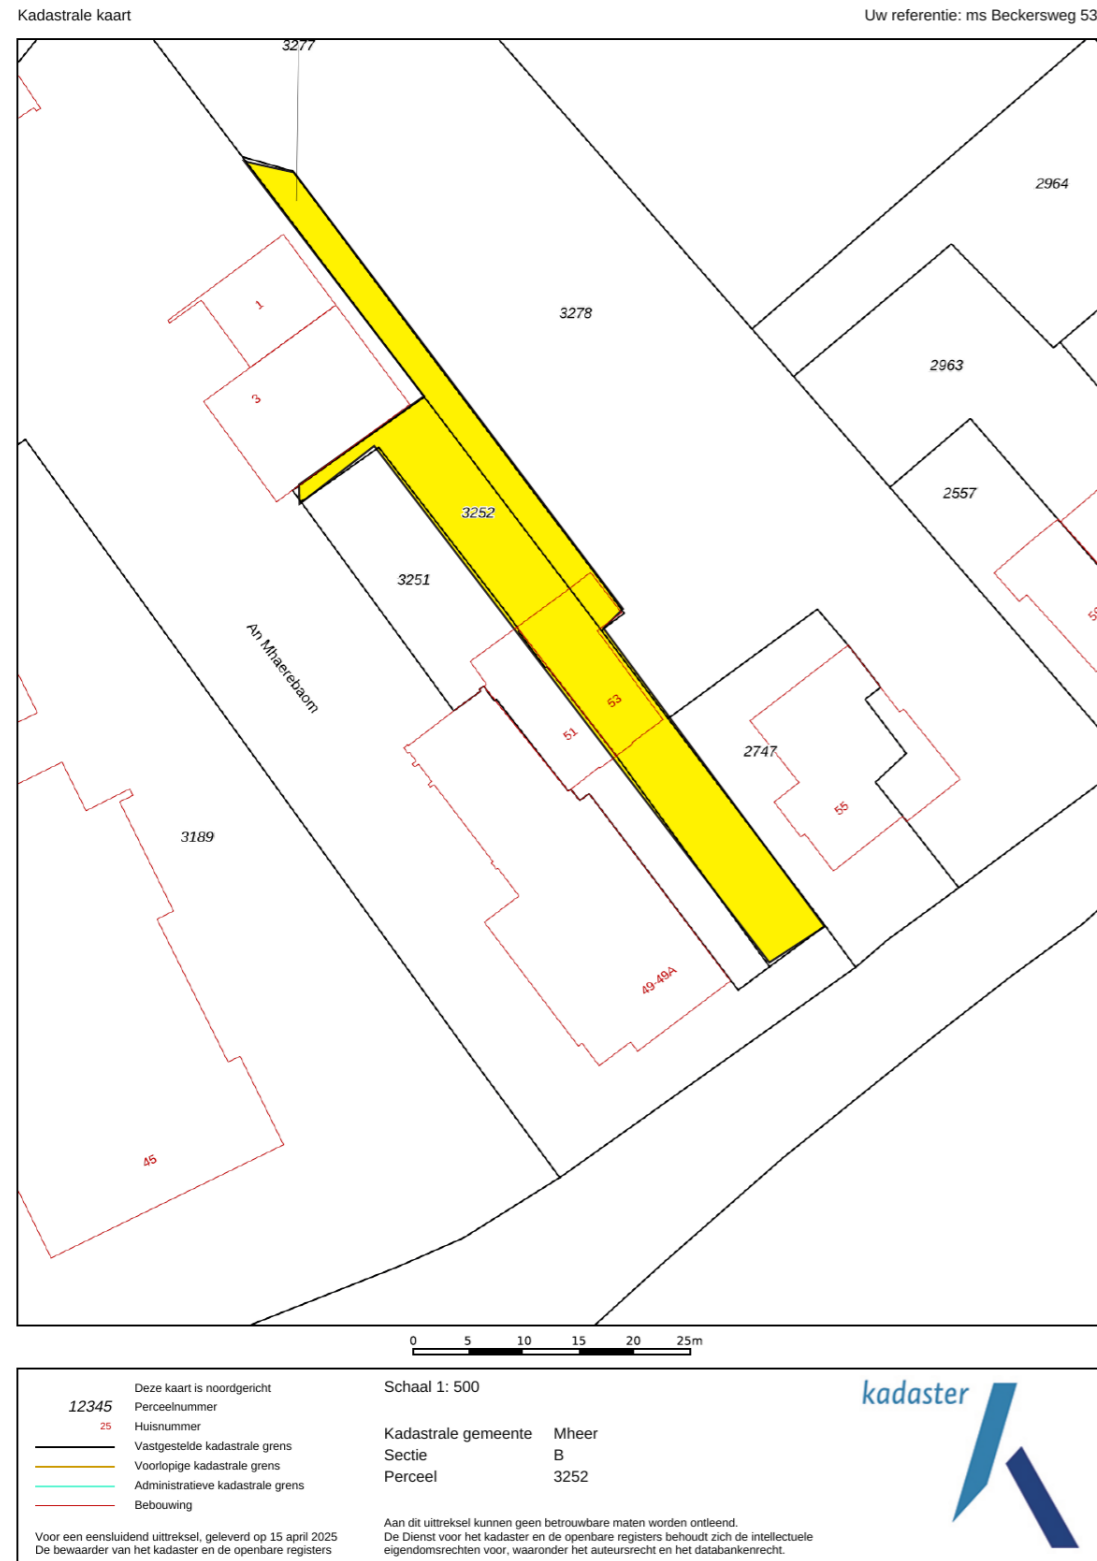 Kadastrale kaart
Uw referentie: ms Beckersweg 53
3277
2964
3278
1
2963
3
2557
3252
3251
An Mhaerebaom
53
51
2747
55
3189
49-49A
45
0 5 10 15 20 25m
Deze kaart is noordgericht
12345 Perceelnummer
25 Huisnummer
Vastgestelde kadastrale grens
Voorlopige kadastrale grens
Administratieve kadastrale grens
Bebouwing
Voor een eensluidend uittreksel, geleverd op 15 april 2025
De bewaarder van het kadaster en de openbare registers
Schaal 1: 500
Kadastrale gemeente Mheer
Sectie B
Perceel 3252
Aan dit uittreksel kunnen geen betrouwbare maten worden ontleend.
De Dienst voor het kadaster en de openbare registers behoudt zich de intellectuele
eigendomsrechten voor, waaronder het auteursrecht en het databankenrecht.
kadaster